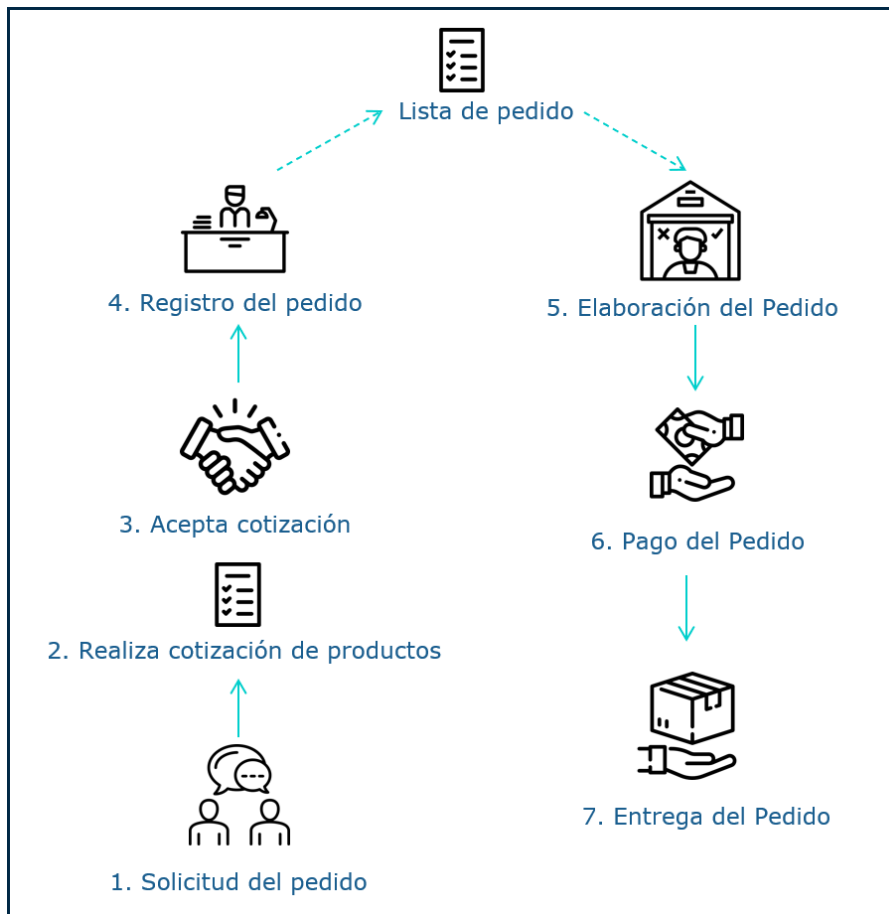 Lista de pedido
4. Registro del pedido
5. Elaboración del Pedido
3. Acepta cotización
6. Pago del Pedido
2. Realiza cotización de productos
7. Entrega del Pedido
1. Solicitud del pedido